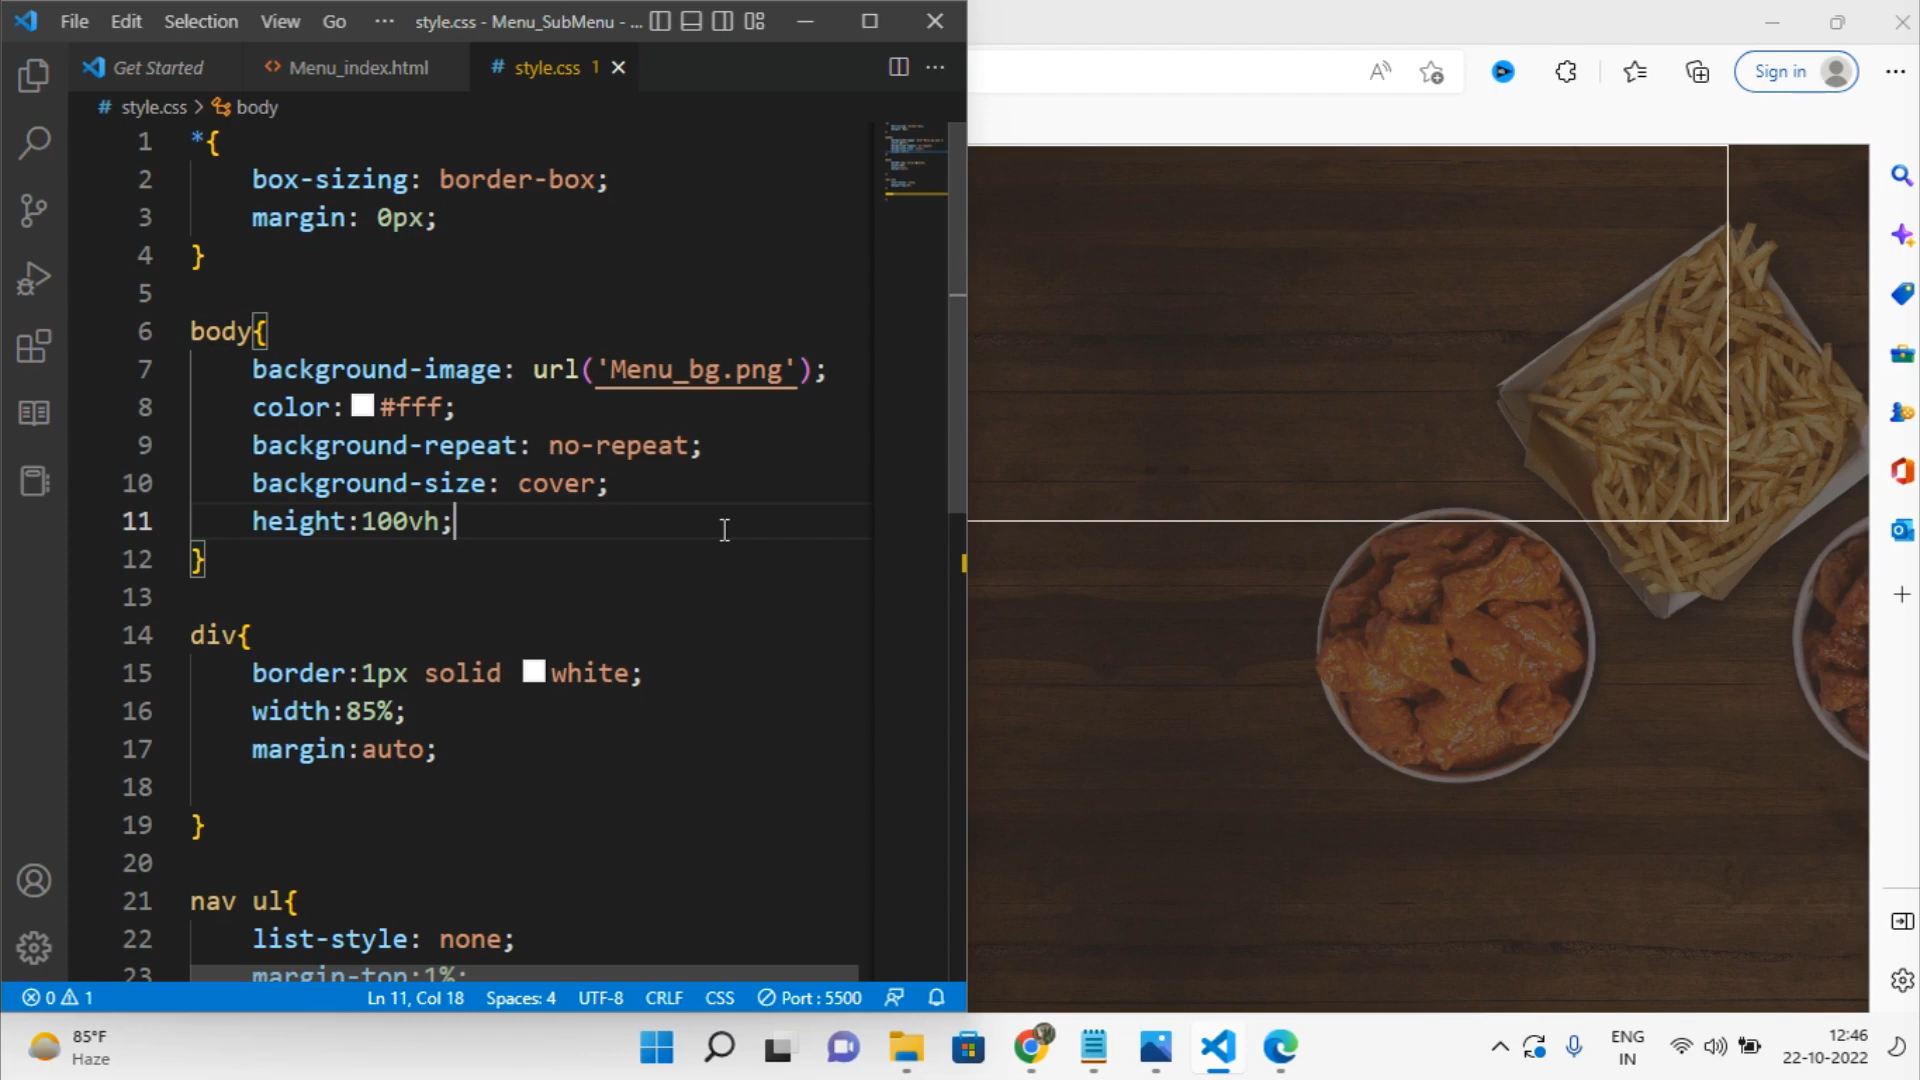 File Edit Selection View Go ··· style.css - Menu_SubMenu - ...
Get Started Menu_index.html # style.css 1
# style.css > body
1 *{
2 box-sizing: border-box;
3 margin: 0px;
4 }
5
6 body{
7 background-image: url('Menu_bg.png');
8 color: #fff;
9 background-repeat: no-repeat;
10 background-size: cover;
11 height:100vh;
12 }
13
14 div{
15 border:1px solid white;
16 width:85%;
17 margin:auto;
18
19 }
20
21 nav ul{
22 list-style: none;
23 margin-top:1%;
0 1 Ln 11, Col 18 Spaces: 4 UTF-8 CRLF CSS Port : 5500
Sign in
85°F
Haze
ENG
IN
12:46
22-10-2022